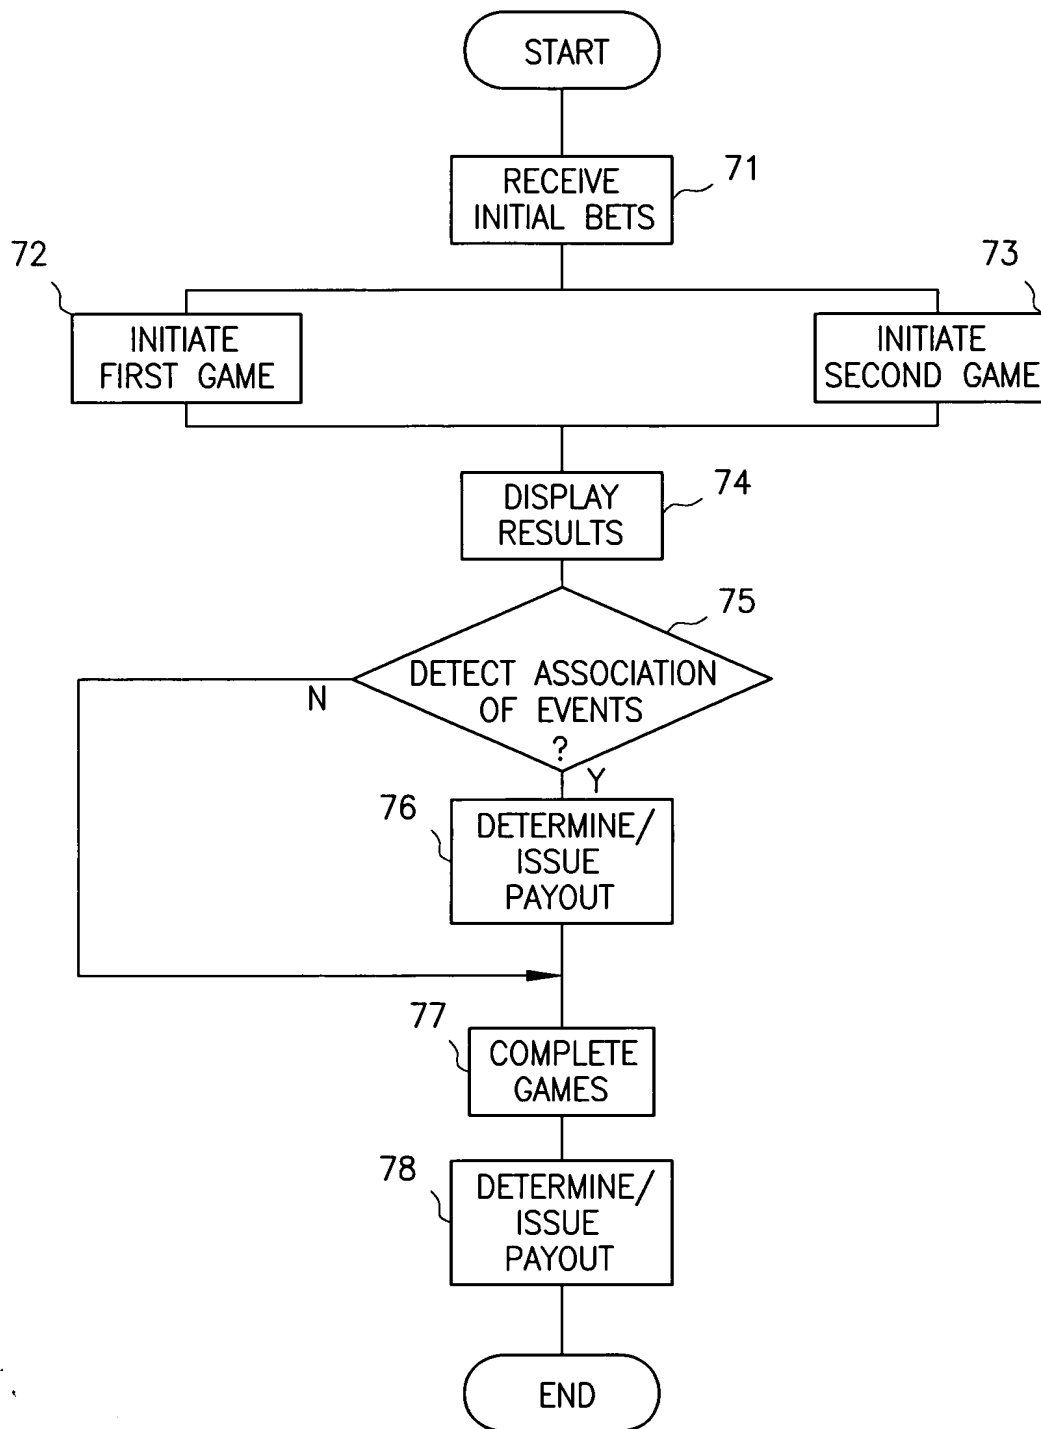 START
71
RECEIVE
INITIAL BETS
72
73
INITIATE
FIRST GAME
INITIATE
SECOND GAME
74
DISPLAY
RESULTS
75
DETECT ASSOCIATION
OF EVENTS
?
N
Y
76
DETERMINE/
ISSUE
PAYOUT
77
COMPLETE
GAMES
78
DETERMINE/
ISSUE
PAYOUT
END